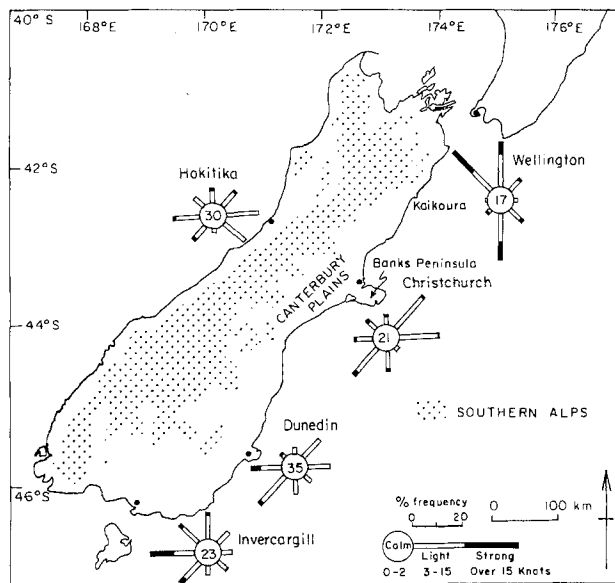 40°S
168°E
170°E
172°E
174°E
176°E
42°S
Hokitika
30
Wellington
17
Kaikoura
Banks Peninsula
Christchurch
CANTERBURY
PLAINS
44°S
21
SOUTHERN ALPS
Dunedin
35
46°S
Invercargill
23
% frequency
0 20
0 100 km
Calm
Light Strong
0-2 3-15 Over 15 Knots